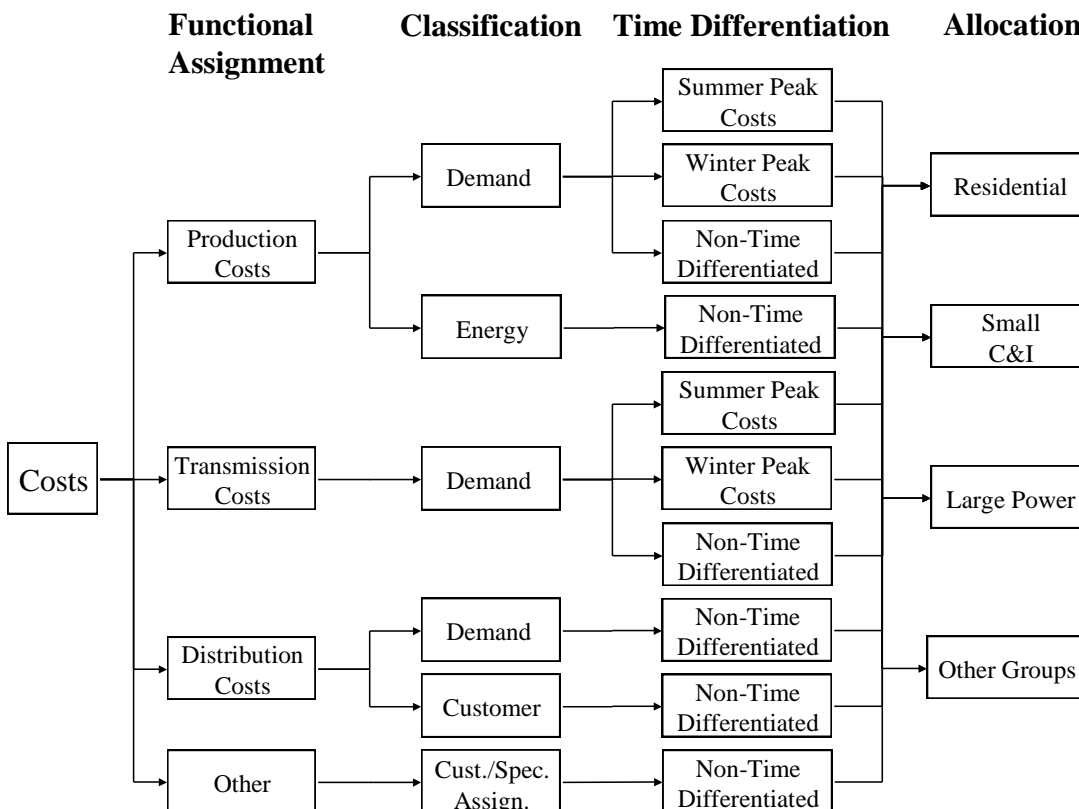 Functional
Assignment
Classification
Time Differentiation
Allocation
Costs
Production
Costs
Transmission
Costs
Distribution
Costs
Other
Demand
Energy
Demand
Demand
Customer
Cust./Spec.
Assign.
Summer Peak
Costs
Winter Peak
Costs
Non-Time
Differentiated
Non-Time
Differentiated
Summer Peak
Costs
Winter Peak
Costs
Non-Time
Differentiated
Non-Time
Differentiated
Non-Time
Differentiated
Non-Time
Differentiated
Residential
Small
C&I
Large Power
Other Groups